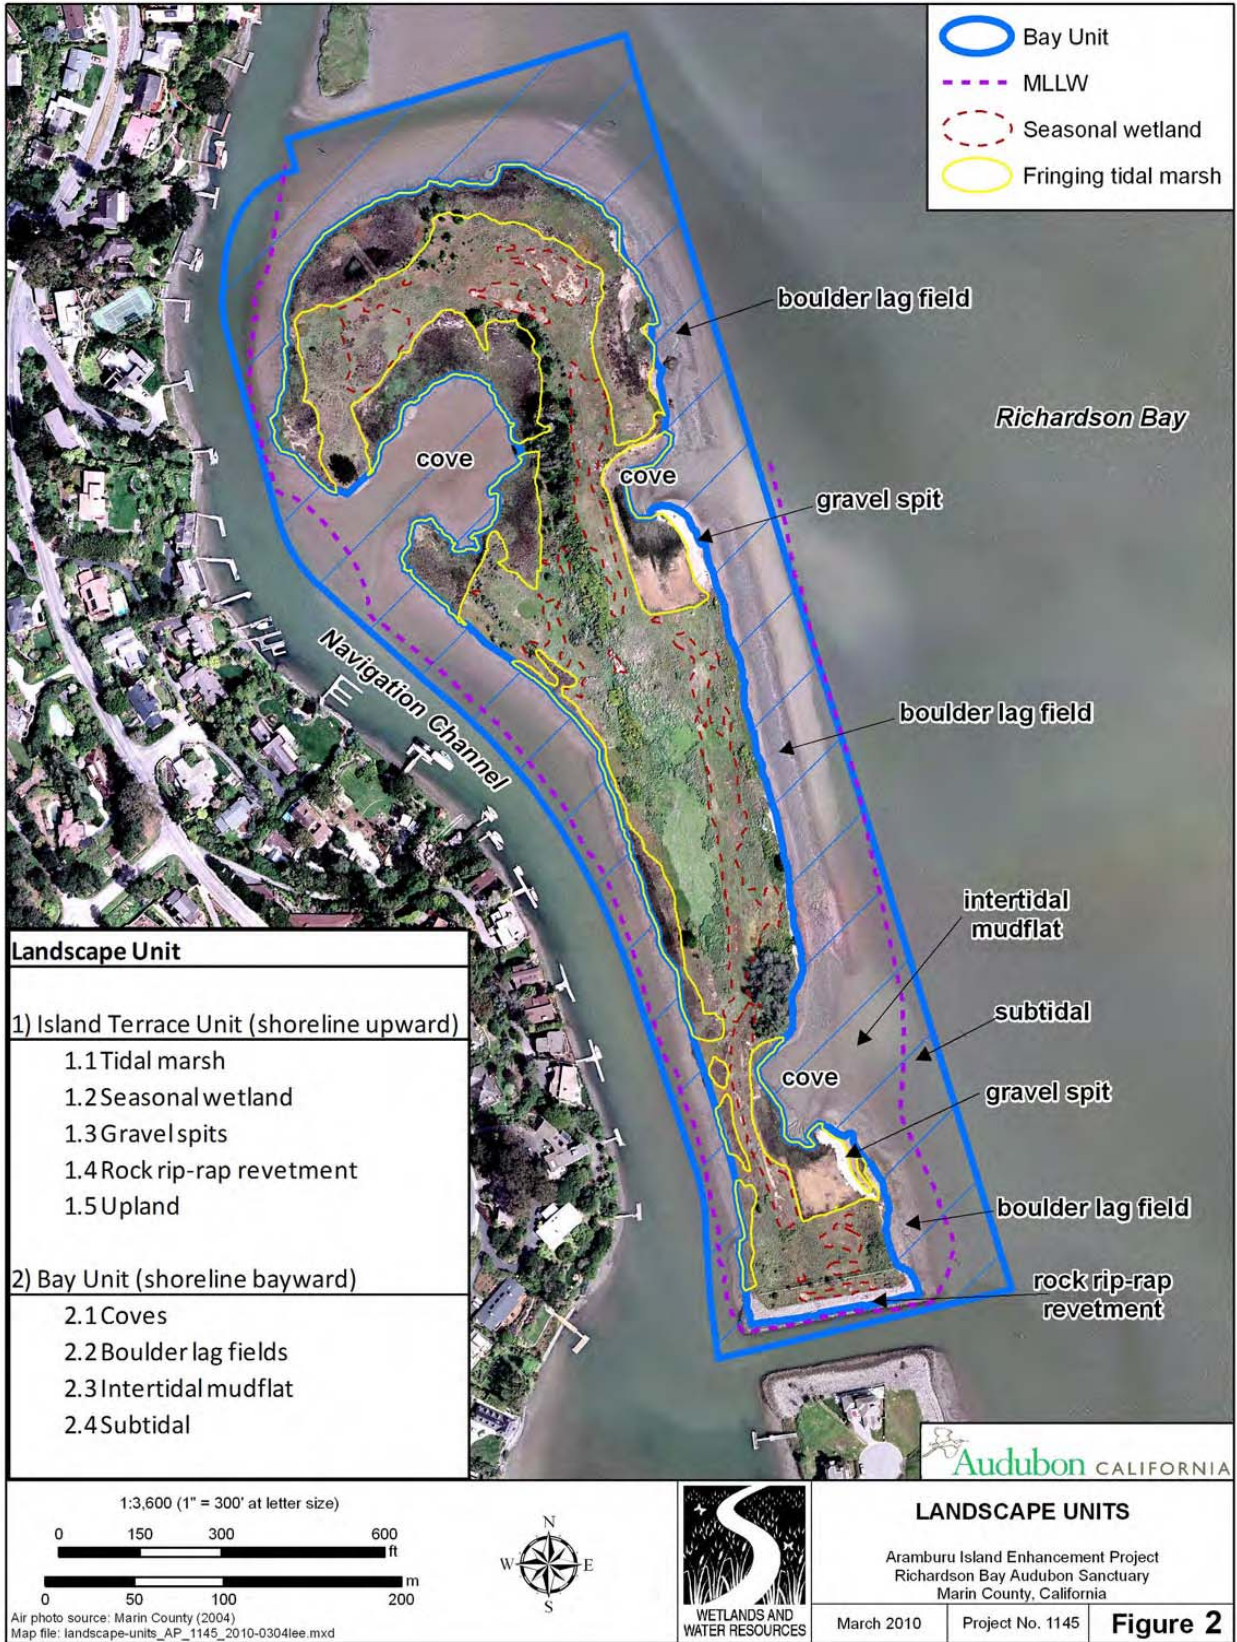 Bay Unit
MLLW
Seasonal wetland
Fringing tidal marsh
boulder lag field
Richardson Bay
cove
cove
gravel spit
Navigation Channel
boulder lag field
intertidal
mudflat
subtidal
cove
gravel spit
boulder lag field
rock rip-rap
revetment
Landscape Unit
1) Island Terrace Unit (shoreline upward)
1.1 Tidal marsh
1.2 Seasonal wetland
1.3 Gravel spits
1.4 Rock rip-rap revetment
1.5 Upland
2) Bay Unit (shoreline bayward)
2.1 Coves
2.2 Boulder lag fields
2.3 Intertidal mudflat
2.4 Subtidal
Audubon CALIFORNIA
1:3,600 (1" = 300' at letter size)
0 150 300 600
ft
m
0 50 100 200
Air photo source: Marin County (2004)
Map file: landscape-units_AP_1145_2010-0304lee.mxd
N
W E
S
WETLANDS AND
WATER RESOURCES
LANDSCAPE UNITS
Aramburu Island Enhancement Project
Richardson Bay Audubon Sanctuary
Marin County, California
March 2010
Project No. 1145
Figure 2